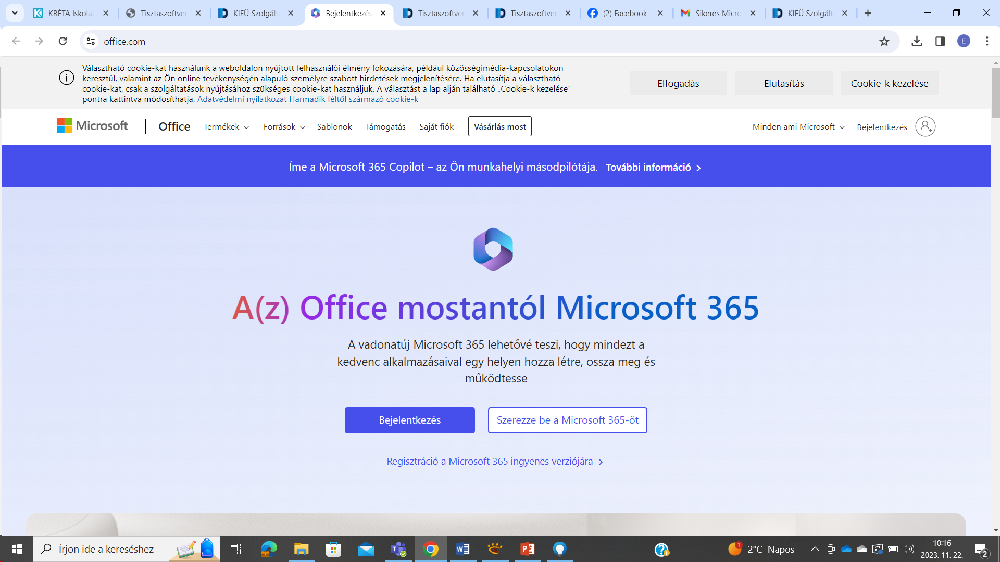 KRÉTA Iskolai
Tisztaszoftver
KIFÜ Szolgált
Bejelentkezés
Tisztaszoftver
Tisztaszoftver
(2) Facebook
Sikeres Micro
KIFÜ Szolgált
office.com
E
Választható cookie-kat használunk a weboldalon nyújtott felhasználói élmény fokozására, például közösségimédia-kapcsolatokon
keresztül, valamint az Ön online tevékenységén alapuló személyre szabott hirdetések megjelenítésére. Ha elutasítja a választható
cookie-kat, csak a szolgáltatások nyújtásához szükséges cookie-kat használjuk. A választást a lap alján található „Cookie-k kezelése”
pontra kattintva módosíthatja. Adatvédelmi nyilatkozat Harmadik féltől származó cookie-k
Elfogadás
Elutasítás
Cookie-k kezelése
Microsoft
Office
Termékek
Források
Sablonok
Támogatás
Saját fiók
Vásárlás most
Minden ami Microsoft
Bejelentkezés
Íme a Microsoft 365 Copilot – az Ön munkahelyi másodpilótája. További információ
A(z) Office mostantól Microsoft 365
A vadonatúj Microsoft 365 lehetővé teszi, hogy mindezt a
kedvenc alkalmazásaival egy helyen hozza létre, ossza meg és
működtesse
Bejelentkezés
Szerezze be a Microsoft 365-öt
Regisztráció a Microsoft 365 ingyenes verziójára
Írjon ide a kereséshez
1
2°C Napos
10:16
2023. 11. 22.
2